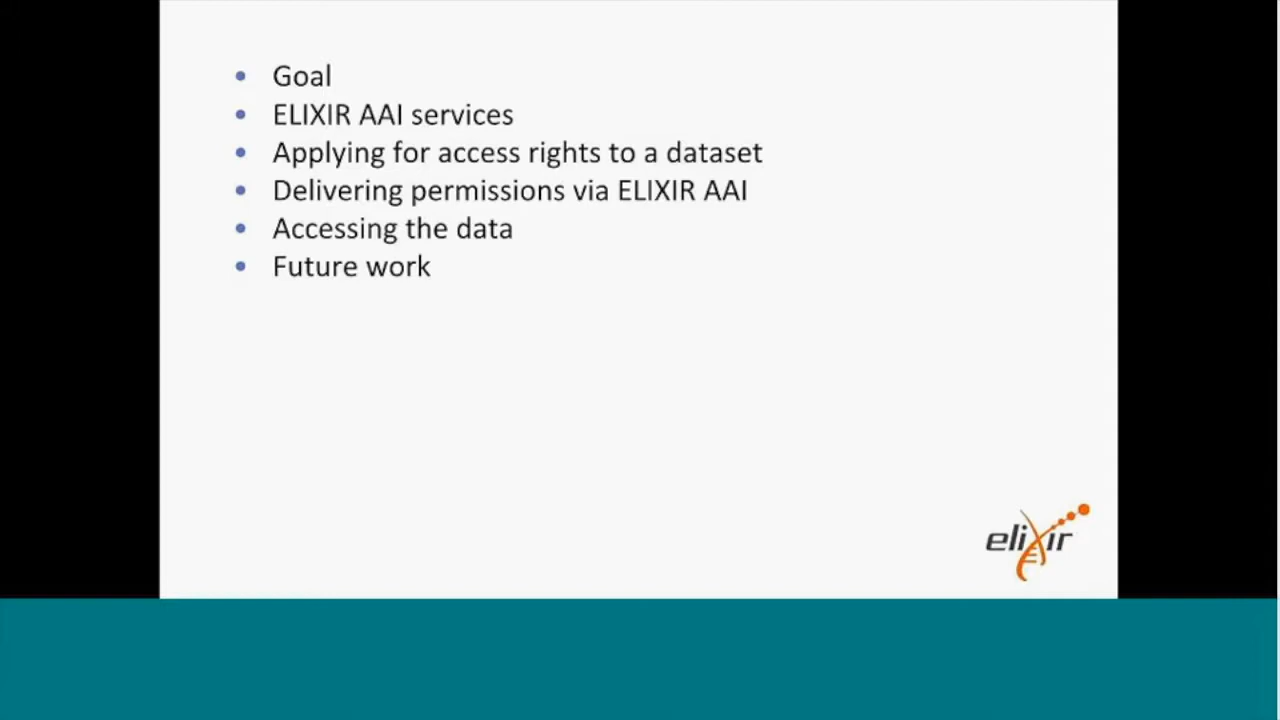 • Goal
• ELIXIR AAI services
• Applying for access rights to a dataset
• Delivering permissions via ELIXIR AAI
• Accessing the data
• Future work
elixir